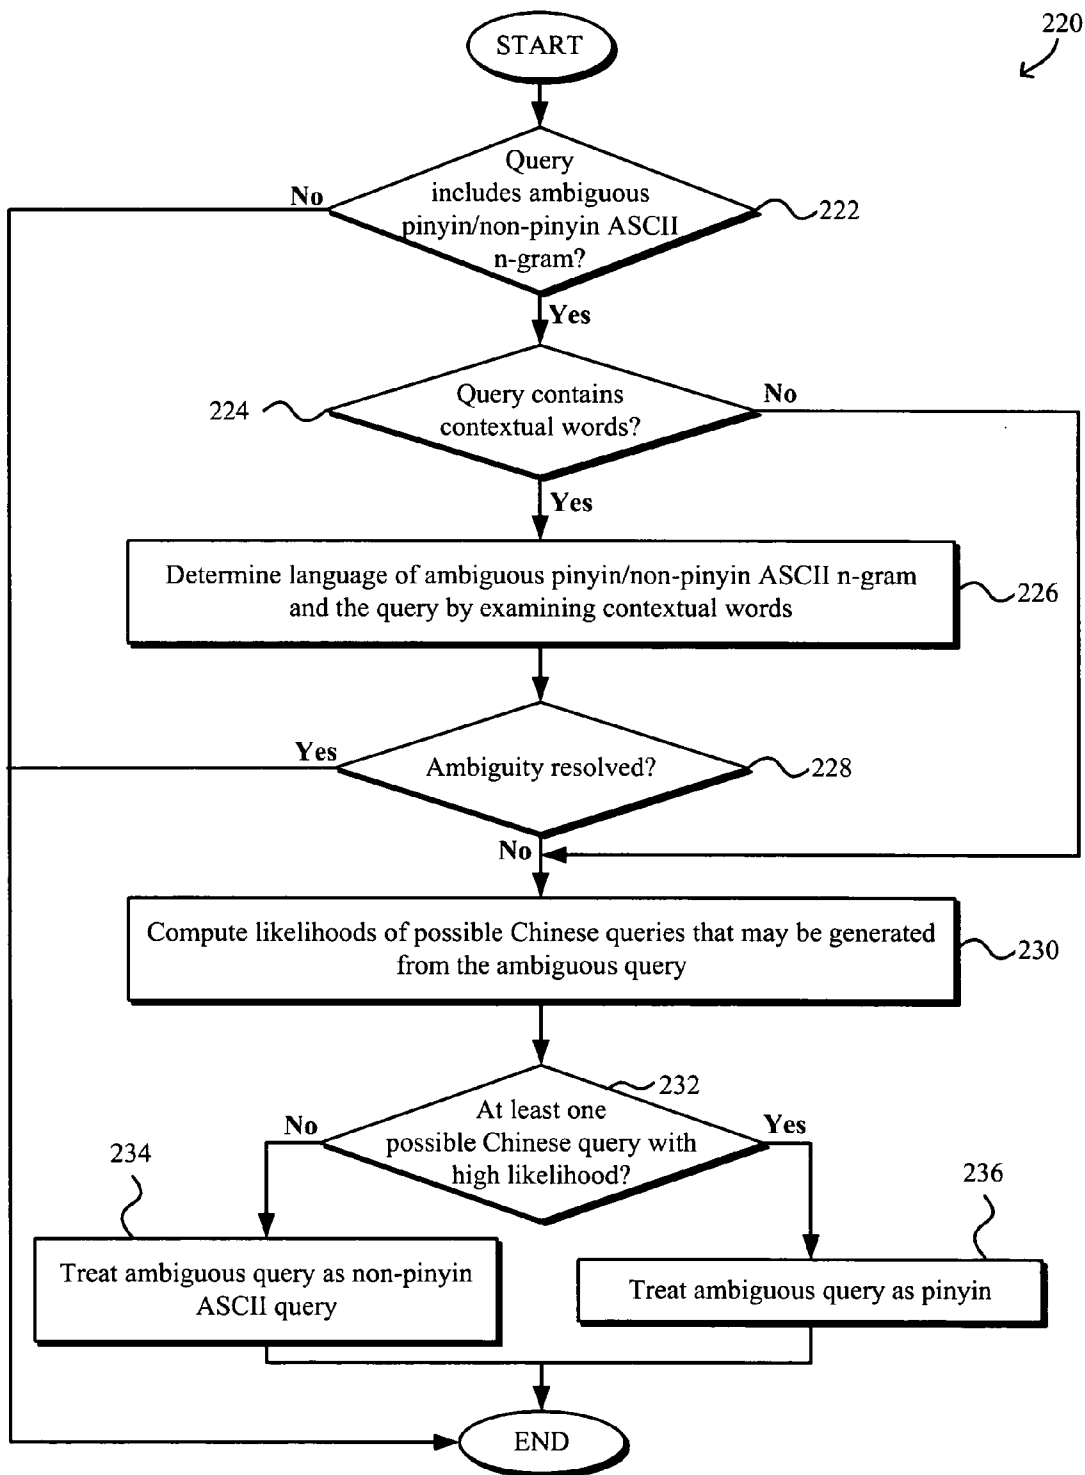 220
START
Query
includes ambiguous
pinyin/non-pinyin ASCII
n-gram?
No
222
Yes
Query contains
contextual words?
224
No
Yes
Determine language of ambiguous pinyin/non-pinyin ASCII n-gram
and the query by examining contextual words
226
Yes
Ambiguity resolved?
228
No
Compute likelihoods of possible Chinese queries that may be generated
from the ambiguous query
230
232
At least one
possible Chinese query with
high likelihood?
No
Yes
234
236
Treat ambiguous query as non-pinyin
ASCII query
Treat ambiguous query as pinyin
END